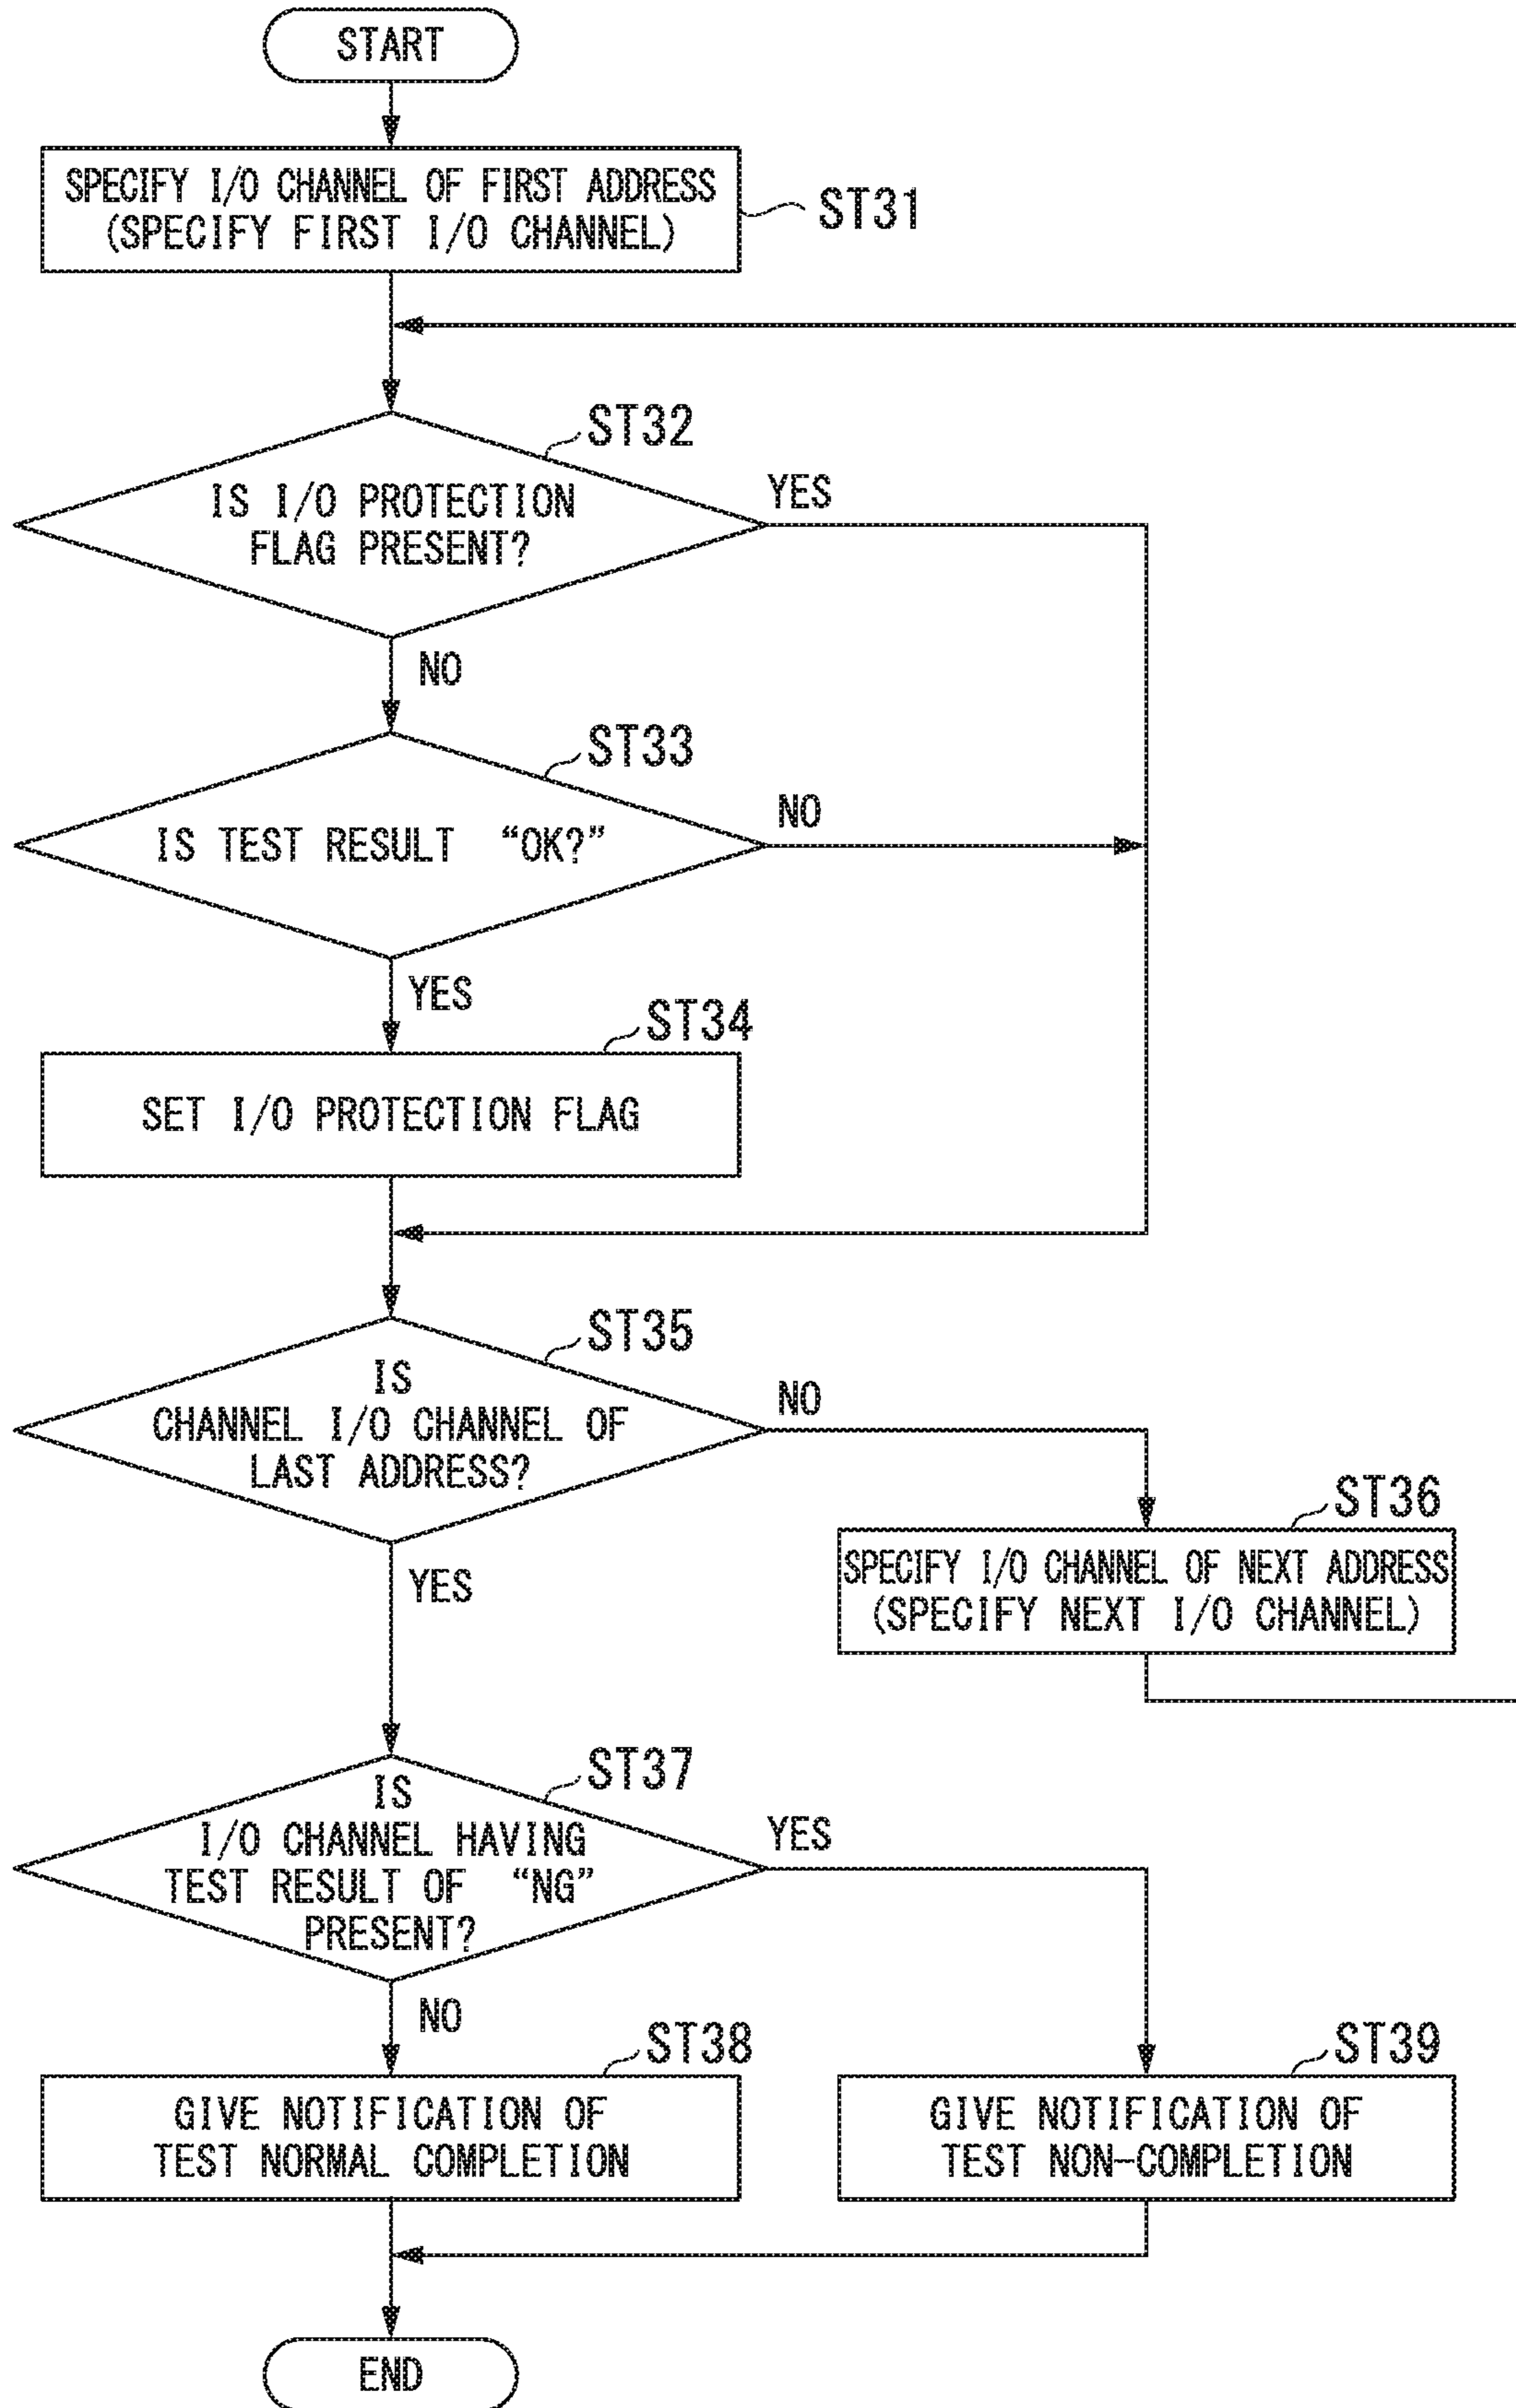 START
SPECIFY I/O CHANNEL OF FIRST ADDRESS
(SPECIFY FIRST I/O CHANNEL)
ST31
ST32
IS I/O PROTECTION
FLAG PRESENT?
YES
NO
ST33
IS TEST RESULT “OK?”
NO
YES
ST34
SET I/O PROTECTION FLAG
ST35
IS
CHANNEL I/O CHANNEL OF
LAST ADDRESS?
NO
YES
ST36
SPECIFY I/O CHANNEL OF NEXT ADDRESS
(SPECIFY NEXT I/O CHANNEL)
ST37
IS
I/O CHANNEL HAVING
TEST RESULT OF “NG”
PRESENT?
YES
NO
ST38
GIVE NOTIFICATION OF
TEST NORMAL COMPLETION
ST39
GIVE NOTIFICATION OF
TEST NON-COMPLETION
END